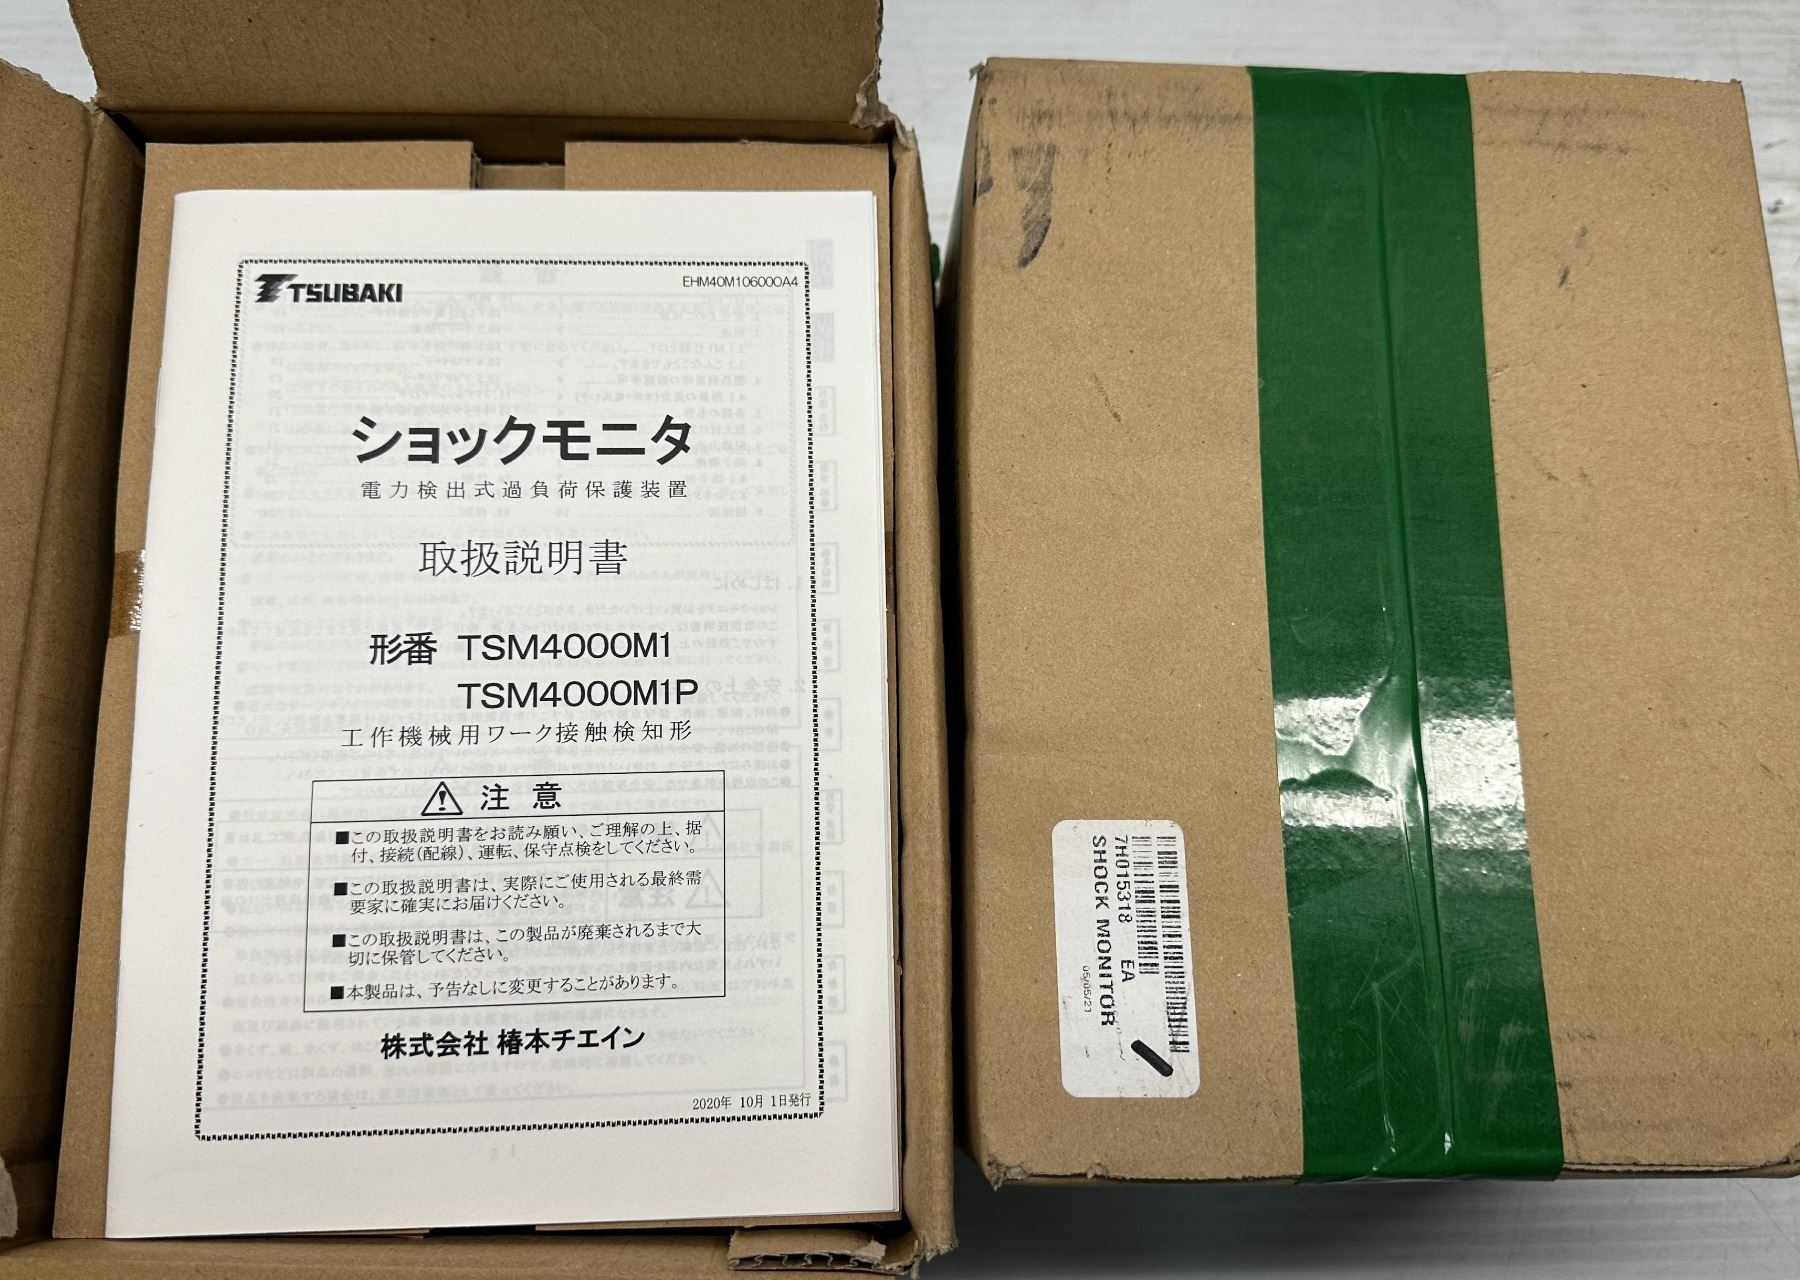 TSUBAKI
EHM40M106000A4
ショックモニタ
電力検出式過負荷保護装置
取扱説明書
形番 TSM4000M1
TSM4000M1P
工作機械用ワーク接触検知形
注意
■この取扱説明書をお読み願い、ご理解の上、据
付、接続(配線)、運転、保守点検をしてください。
■この取扱説明書は、実際にご使用される最終需
要家に確実にお届けください。
■この取扱説明書は、この製品が廃棄されるまで大
切に保管してください。
■本製品は、予告なしに変更することがあります。
株式会社 椿本チエイン
2020年 10月 1日発行
7H015318 EA
SHOCK MONITOR